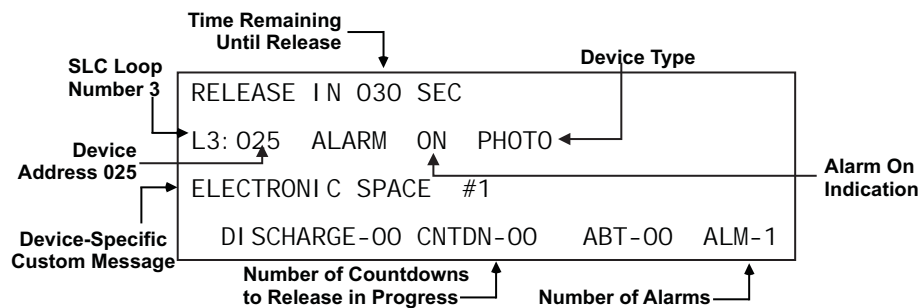 Time Remaining
Until Release
Device Type
SLC Loop
Number 3
RELEASE IN 030 SEC
L3:025 ALARM ON PHOTO
Device
Address 025
Alarm On
Indication
ELECTRONIC SPACE #1
Device-Specific
Custom Message
DISCHARGE-00 CNTDN-00 ABT-00 ALM-1
Number of Countdowns
to Release in Progress
Number of Alarms